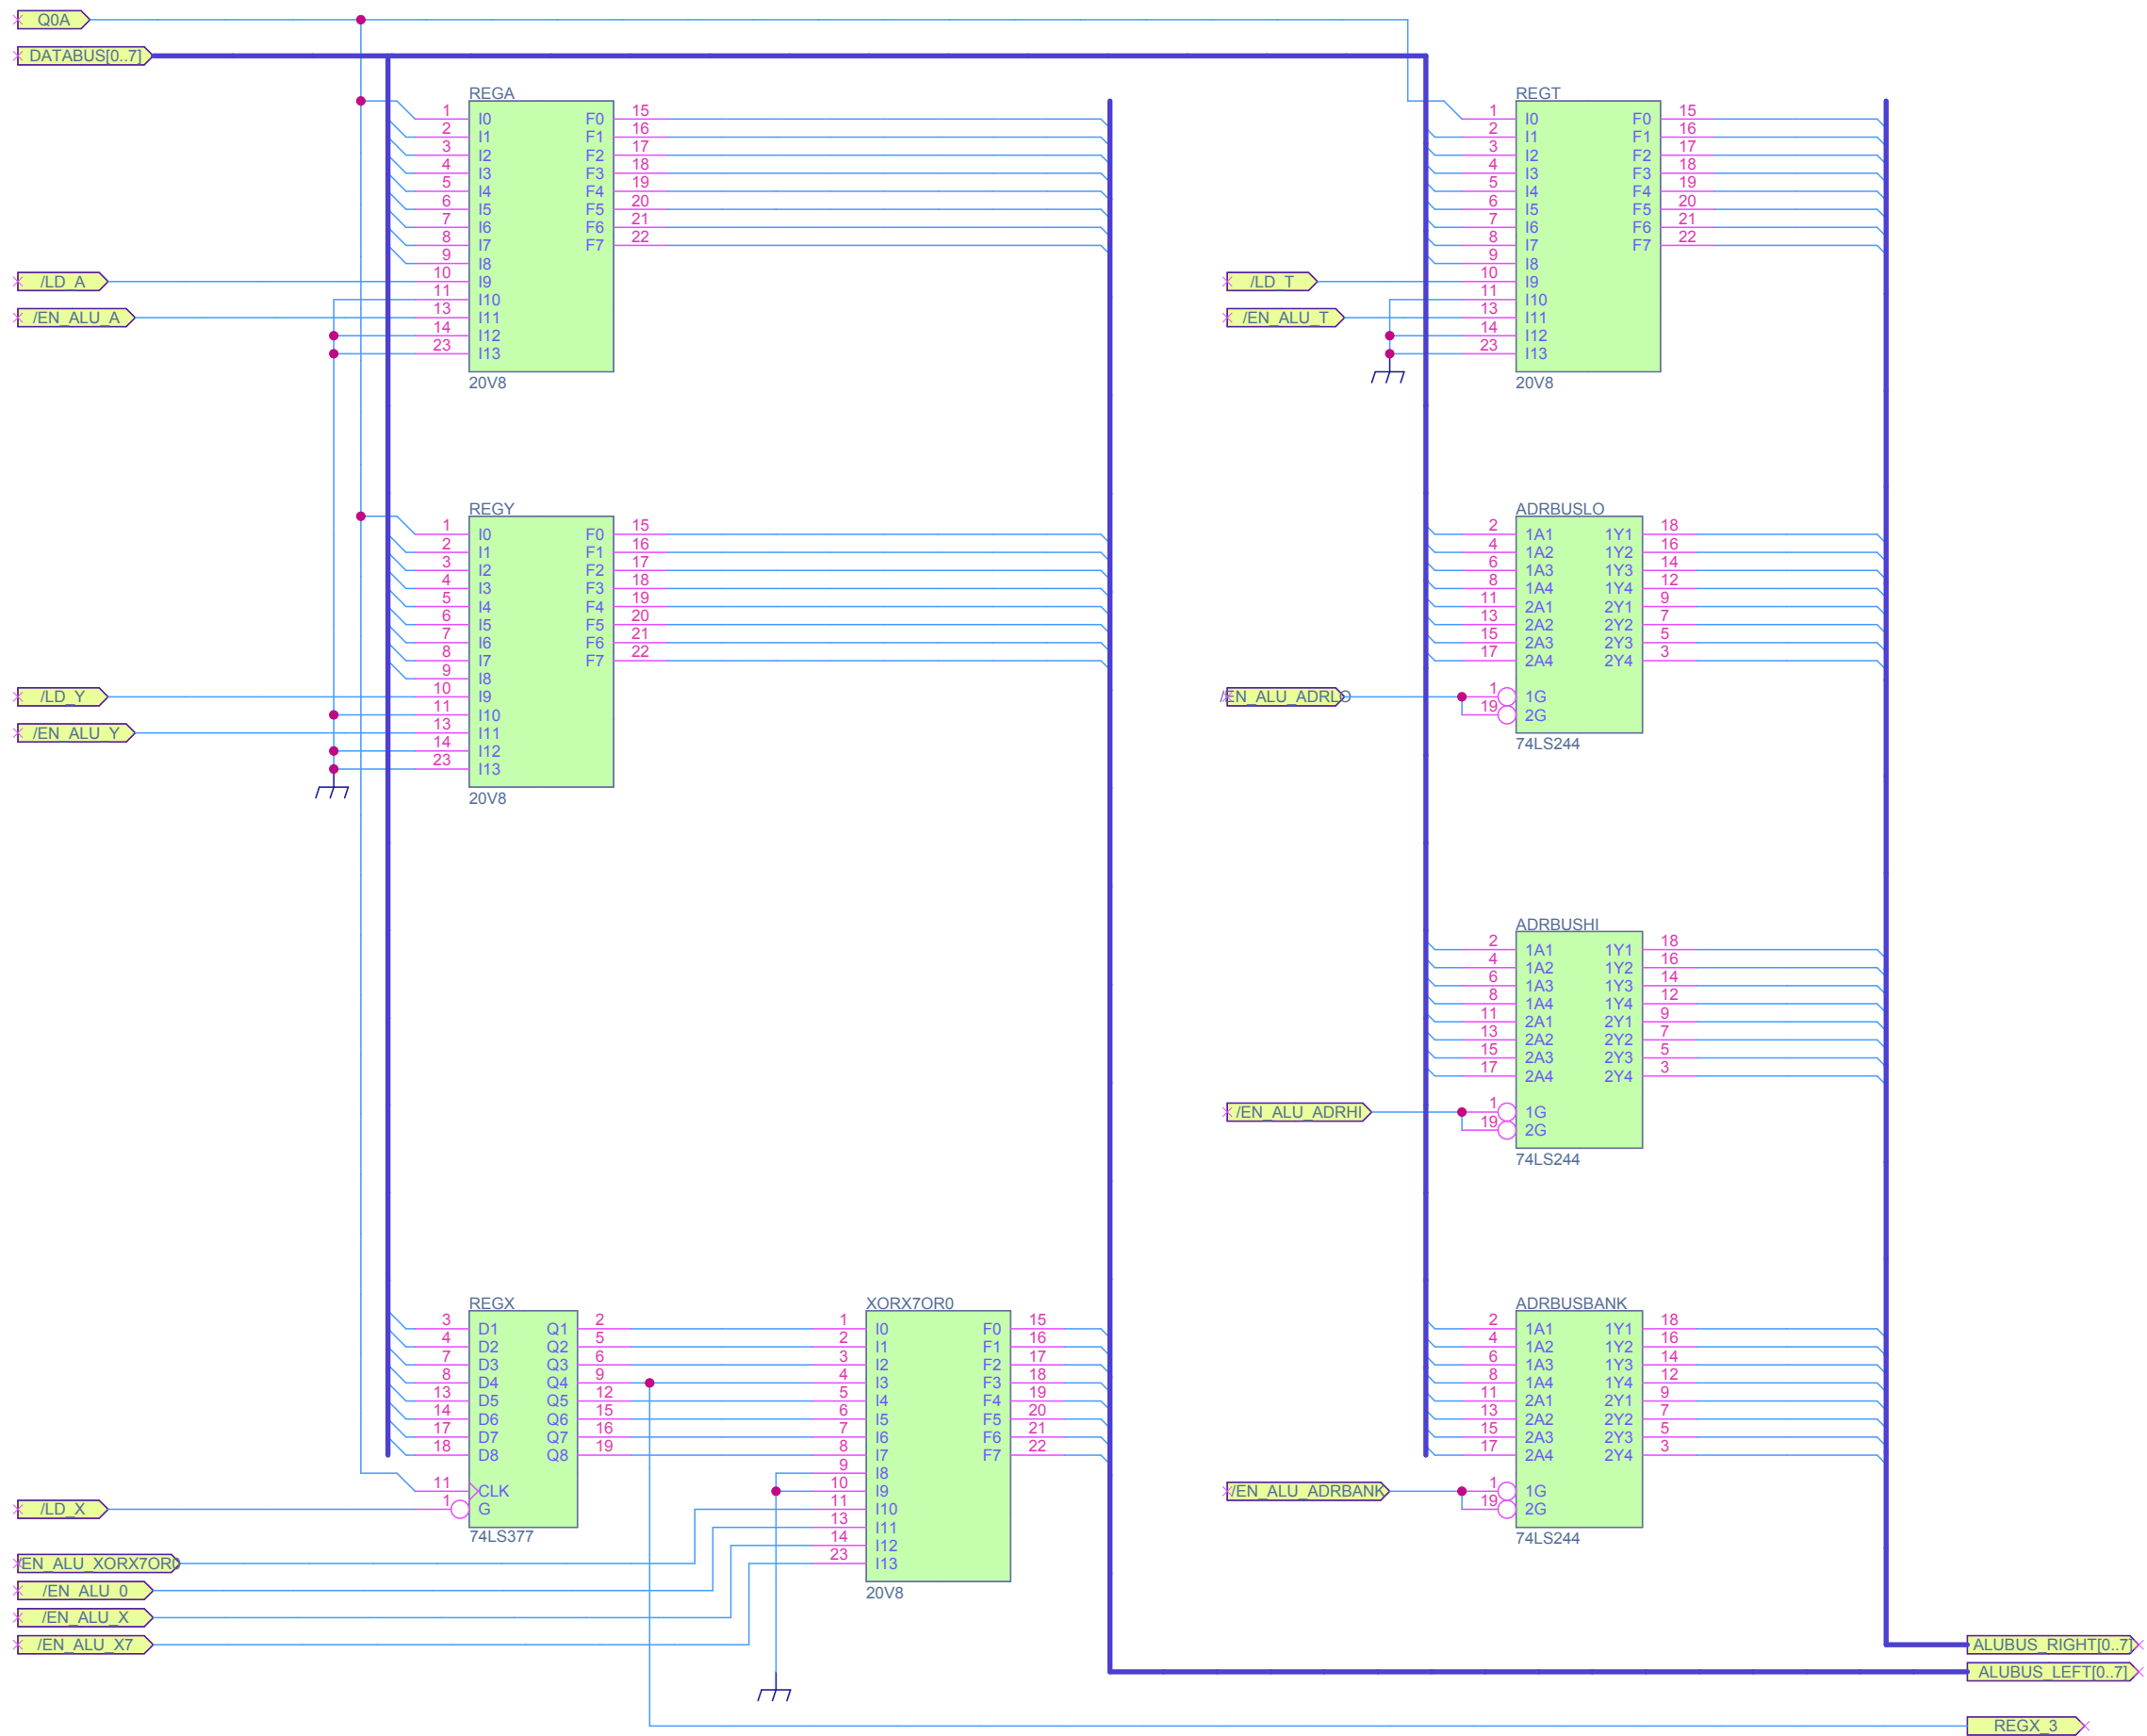 Q0A
DATABUS[0..7]
REGA
1 I0 F0 15
2 I1 F1 16
3 I2 F2 17
4 I3 F3 18
5 I4 F4 19
6 I5 F5 20
7 I6 F6 21
8 I7 F7 22
9 I8
/LD_A 10 I9
11 I10
/EN_ALU_A 13 I11
14 I12
23 I13
20V8
REGT
1 I0 F0 15
2 I1 F1 16
3 I2 F2 17
4 I3 F3 18
5 I4 F4 19
6 I5 F5 20
7 I6 F6 21
8 I7 F7 22
9 I8
/LD_T 10 I9
11 I10
/EN_ALU_T 13 I11
14 I12
23 I13
20V8
REGY
1 I0 F0 15
2 I1 F1 16
3 I2 F2 17
4 I3 F3 18
5 I4 F4 19
6 I5 F5 20
7 I6 F6 21
8 I7 F7 22
9 I8
/LD_Y 10 I9
11 I10
/EN_ALU_Y 13 I11
14 I12
23 I13
20V8
ADRBUSLO
2 1A1 1Y1 18
4 1A2 1Y2 16
6 1A3 1Y3 14
8 1A4 1Y4 12
11 2A1 2Y1 9
13 2A2 2Y2 7
15 2A3 2Y3 5
17 2A4 2Y4 3
/EN_ALU_ADRLO 1 1G
19 2G
74LS244
ADRBUSHI
2 1A1 1Y1 18
4 1A2 1Y2 16
6 1A3 1Y3 14
8 1A4 1Y4 12
11 2A1 2Y1 9
13 2A2 2Y2 7
15 2A3 2Y3 5
17 2A4 2Y4 3
/EN_ALU_ADRHI 1 1G
19 2G
74LS244
REGX
3 D1 Q1 2
4 D2 Q2 5
7 D3 Q3 6
8 D4 Q4 9
13 D5 Q5 12
14 D6 Q6 15
17 D7 Q7 16
18 D8 Q8 19
11 CLK
/LD_X 1 G
74LS377
XORX7OR0
1 I0 F0 15
2 I1 F1 16
3 I2 F2 17
4 I3 F3 18
5 I4 F4 19
6 I5 F5 20
7 I6 F6 21
8 I7 F7 22
9 I8
10 I9
11 I10
13 I11
14 I12
23 I13
20V8
ADRBUSBANK
2 1A1 1Y1 18
4 1A2 1Y2 16
6 1A3 1Y3 14
8 1A4 1Y4 12
11 2A1 2Y1 9
13 2A2 2Y2 7
15 2A3 2Y3 5
17 2A4 2Y4 3
/EN_ALU_ADRBANK 1 1G
19 2G
74LS244
/EN_ALU_XORX7OR0
/EN_ALU_0
/EN_ALU_X
/EN_ALU_X7
ALUBUS_RIGHT[0..7]
ALUBUS_LEFT[0..7]
REGX_3